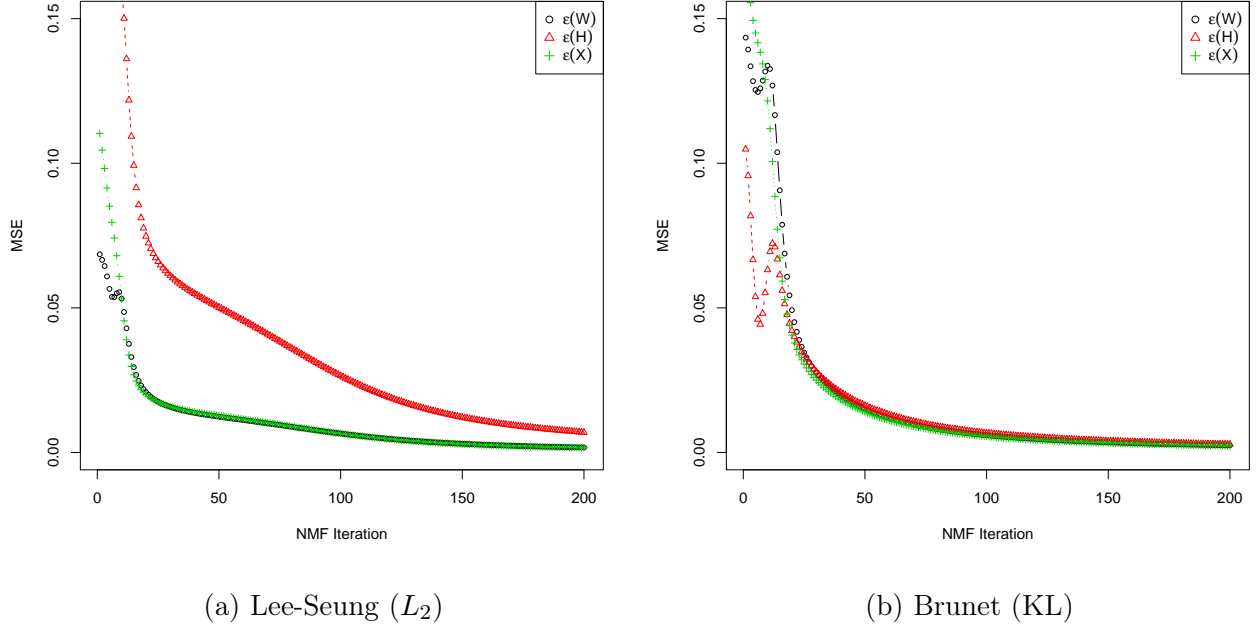 0.15
0.10
0.05
0.00
MSE
0 50 100 150 200
NMF Iteration
ε(W)
ε(H)
ε(X)
(a) Lee-Seung (L₂)
0.15
0.10
0.05
0.00
MSE
0 50 100 150 200
NMF Iteration
ε(W)
ε(H)
ε(X)
(b) Brunet (KL)